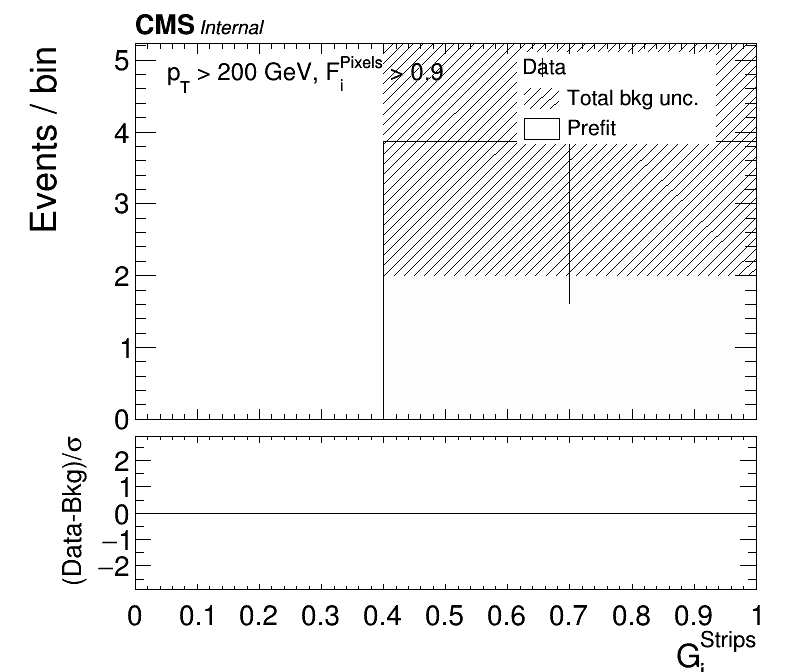 CMS Internal
Events / bin
5
4
3
2
1
0
p_T > 200 GeV, F_i^Pixels > 0.9
Data
Total bkg unc.
Prefit
(Data-Bkg)/σ
2
1
0
−1
−2
0 0.1 0.2 0.3 0.4 0.5 0.6 0.7 0.8 0.9 1
G_i^Strips